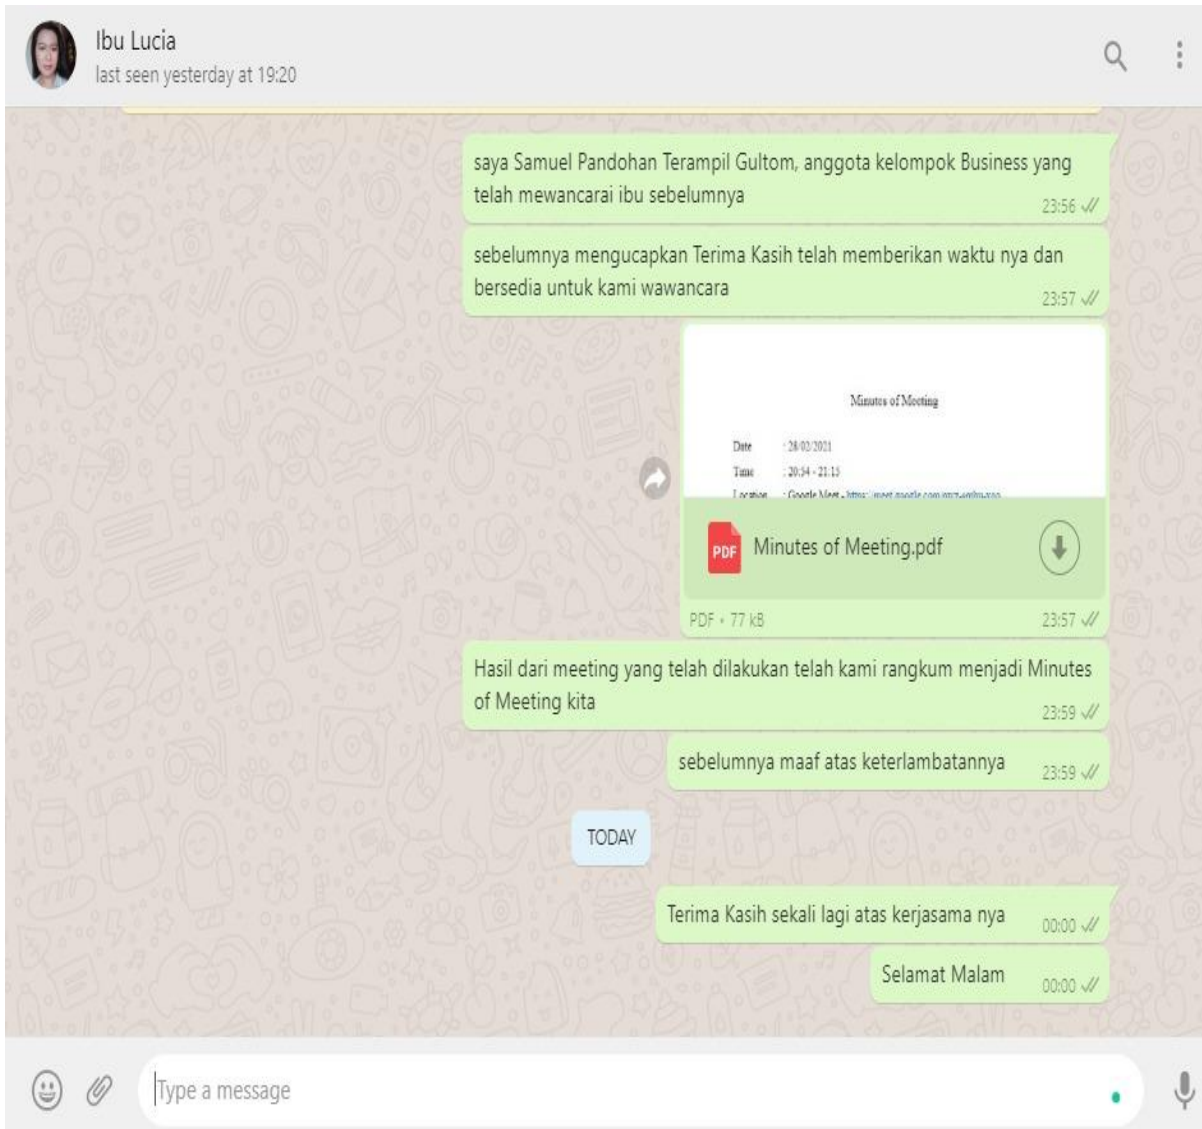 Ibu Lucia
last seen yesterday at 19:20
saya Samuel Pandohan Terampil Gultom, anggota kelompok Business yang
telah mewancarai ibu sebelumnya
23:56
sebelumnya mengucapkan Terima Kasih telah memberikan waktu nya dan
bersedia untuk kami wawancara
23:57
Minutes of Meeting
Date : 28/02/2021
Time : 20:54 - 21:15
Location : Google Meet -
PDF Minutes of Meeting.pdf
PDF • 77 kB 23:57
Hasil dari meeting yang telah dilakukan telah kami rangkum menjadi Minutes
of Meeting kita
23:59
sebelumnya maaf atas keterlambatannya 23:59
TODAY
Terima Kasih sekali lagi atas kerjasama nya 00:00
Selamat Malam 00:00
Type a message